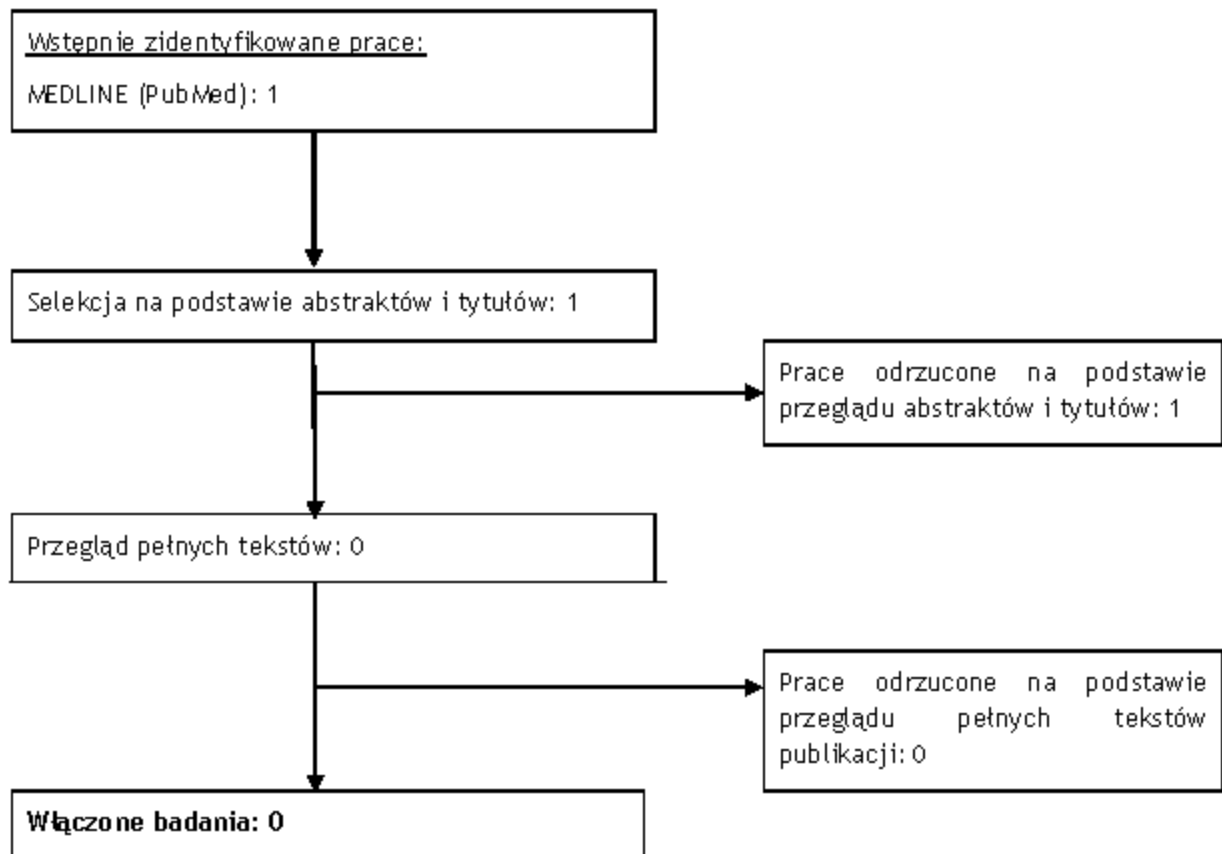 Wstępnie zidentyfikowane prace:
MEDLINE (PubMed): 1
Selekcja na podstawie abstraktów i tytułów: 1
Prace odrzucone na podstawie
przeglądu abstraktów i tytułów: 1
Przegląd pełnych tekstów: 0
Prace odrzucone na podstawie
przeglądu pełnych tekstów
publikacji: 0
Włączone badania: 0